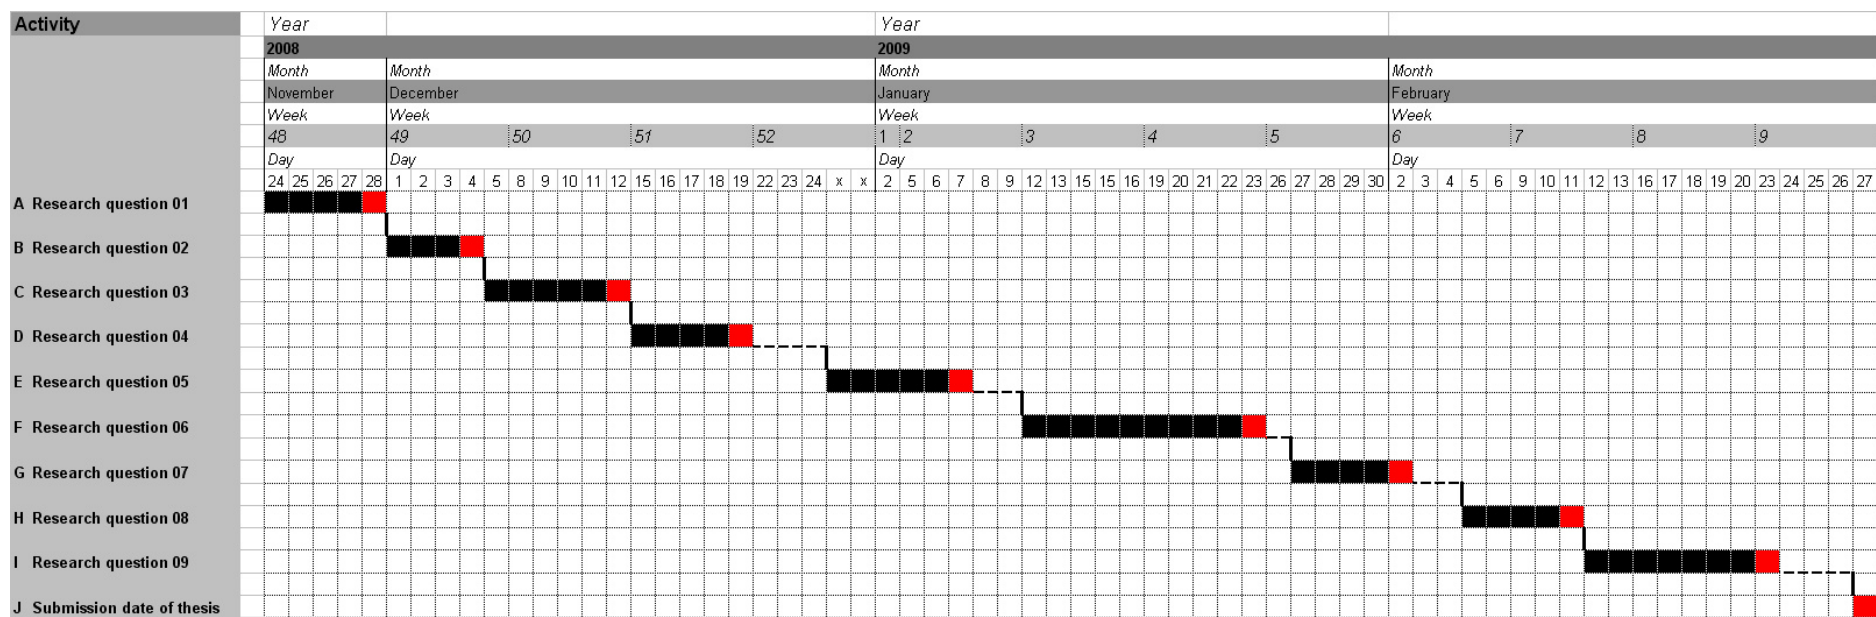 Activity Year Year
2008 2009
Month Month Month Month
November December January February
Week Week Week Week
48 49 50 51 52 1 2 3 4 5 6 7 8 9
Day Day Day Day
24 25 26 27 28 1 2 3 4 5 8 9 10 11 12 15 16 17 18 19 22 23 24 x x 2 5 6 7 8 9 12 13 15 15 16 19 20 21 22 23 26 27 28 29 30 2 3 4 5 6 9 10 11 12 13 16 17 18 19 20 23 24 25 26 27
A Research question 01
B Research question 02
C Research question 03
D Research question 04
E Research question 05
F Research question 06
G Research question 07
H Research question 08
I Research question 09
J Submission date of thesis